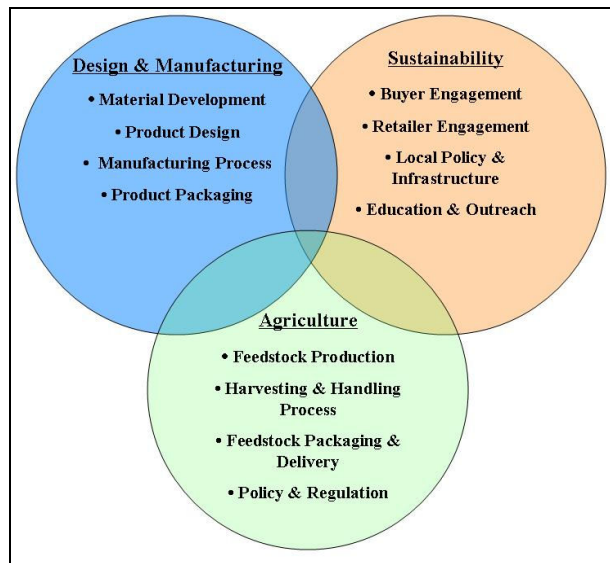 Design & Manufacturing
• Material Development
• Product Design
• Manufacturing Process
• Product Packaging
Sustainability
• Buyer Engagement
• Retailer Engagement
• Local Policy &
Infrastructure
• Education & Outreach
Agriculture
• Feedstock Production
• Harvesting & Handling
Process
• Feedstock Packaging &
Delivery
• Policy & Regulation